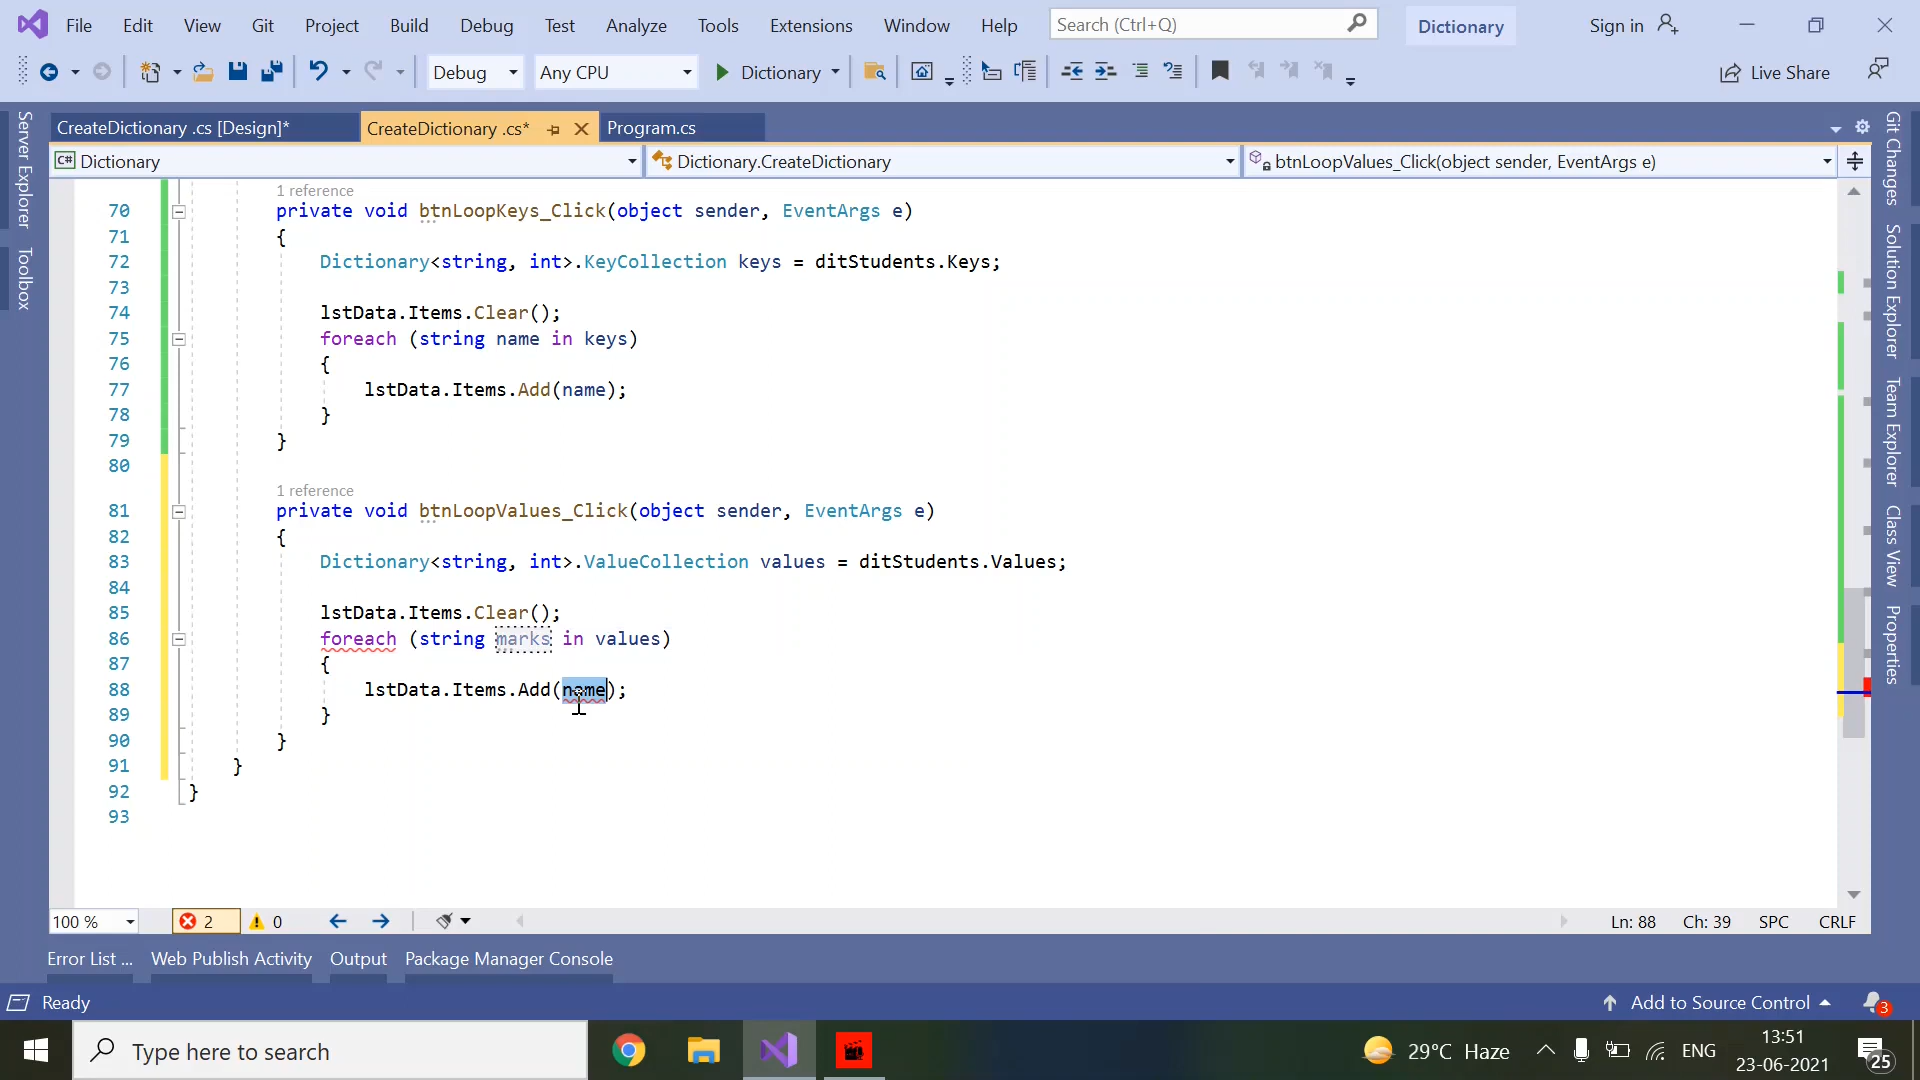 File Edit View Git Project Build Debug Test Analyze Tools Extensions Window Help Search (Ctrl+Q) Dictionary Sign in
Debug Any CPU Dictionary Live Share
CreateDictionary .cs [Design]* CreateDictionary .cs* Program.cs
C# Dictionary Dictionary.CreateDictionary btnLoopValues_Click(object sender, EventArgs e)
Server Explorer
Toolbox
1 reference
70 private void btnLoopKeys_Click(object sender, EventArgs e)
71 {
72 Dictionary<string, int>.KeyCollection keys = ditStudents.Keys;
73
74 lstData.Items.Clear();
75 foreach (string name in keys)
76 {
77 lstData.Items.Add(name);
78 }
79 }
80
1 reference
81 private void btnLoopValues_Click(object sender, EventArgs e)
82 {
83 Dictionary<string, int>.ValueCollection values = ditStudents.Values;
84
85 lstData.Items.Clear();
86 foreach (string marks in values)
87 {
88 lstData.Items.Add(name);
89 }
90 }
91 }
92 }
93
Git Changes
Solution Explorer
Team Explorer
Class View
Properties
100 % 2 0 Ln: 88 Ch: 39 SPC CRLF
Error List ... Web Publish Activity Output Package Manager Console
Ready Add to Source Control 3
Type here to search 29°C Haze ENG 13:51
23-06-2021 25